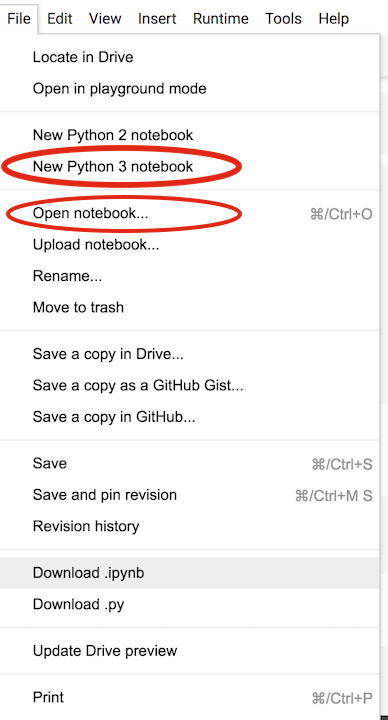 File Edit View Insert Runtime Tools Help
Locate in Drive
Open in playground mode
New Python 2 notebook
New Python 3 notebook
Open notebook... ⌘/Ctrl+O
Upload notebook...
Rename...
Move to trash
Save a copy in Drive...
Save a copy as a GitHub Gist...
Save a copy in GitHub...
Save ⌘/Ctrl+S
Save and pin revision ⌘/Ctrl+M S
Revision history
Download .ipynb
Download .py
Update Drive preview
Print ⌘/Ctrl+P